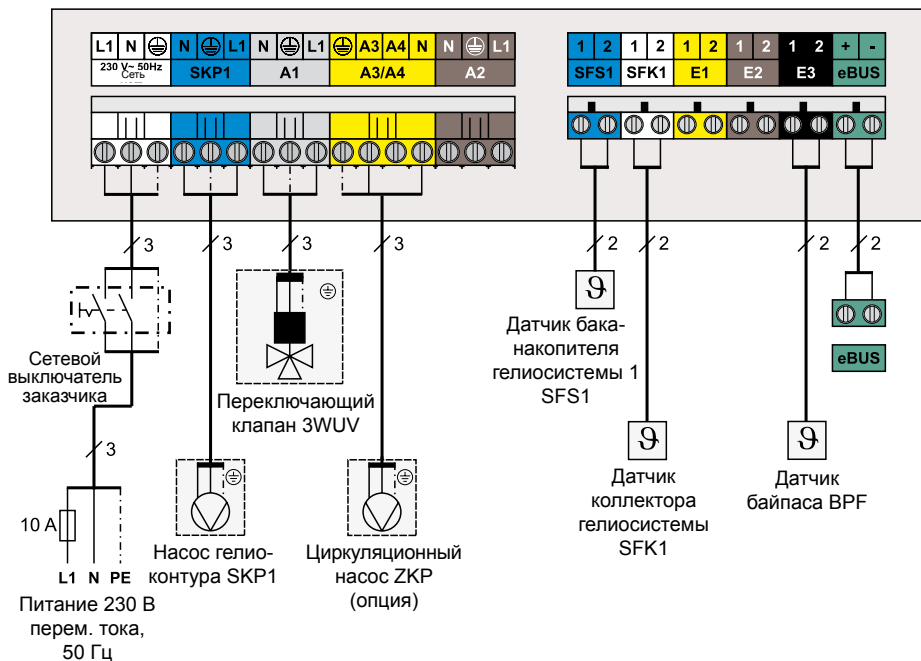 L1 N N L1 N L1 A3 A4 N N L1
230 V~ 50Hz
Сеть
SKP1 A1 A3/A4 A2
1 2 1 2 1 2 1 2 1 2 + -
SFS1 SFK1 E1 E2 E3 eBUS
3 3 3 3 2 2 2 2
ϑ
Датчик бака-
накопителя
гелиосистемы 1
SFS1
eBUS
Сетевой
выключатель
заказчика
Переключающий
клапан 3WUV
3
ϑ
Датчик
коллектора
гелиосистемы
SFK1
ϑ
Датчик
байпаса BPF
10 A
L1 N PE
Питание 230 В
перем. тока,
50 Гц
Насос гелио-
контура SKP1
Циркуляционный
насос ZKP
(опция)